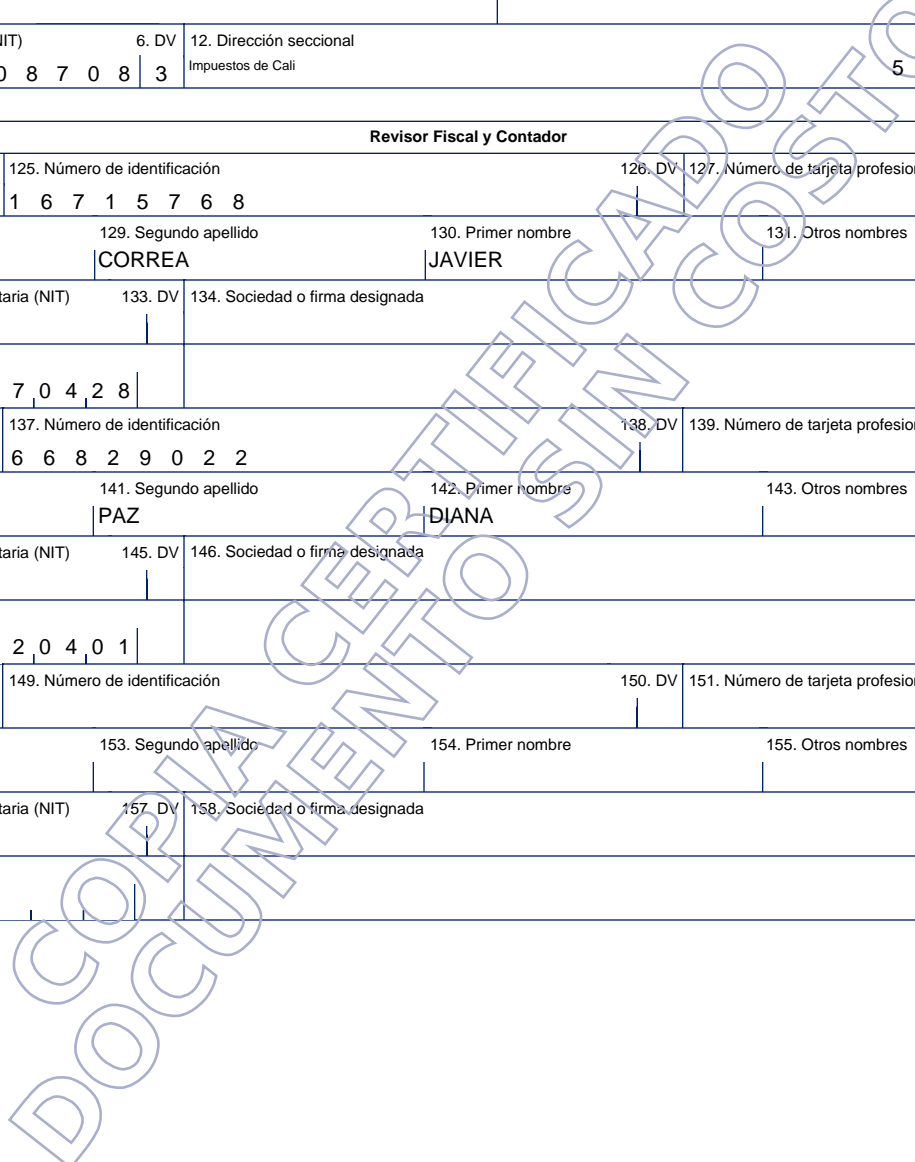 NIT) 6. DV 12. Dirección seccional
8 7 0 8 3 Impuestos de Cali 5
Revisor Fiscal y Contador
125. Número de identificación 126. DV 127. Número de tarjeta profesion
1 6 7 1 5 7 6 8
129. Segundo apellido 130. Primer nombre 131. Otros nombres
CORREA JAVIER
taria (NIT) 133. DV 134. Sociedad o firma designada
7 0 4 2 8
137. Número de identificación 138. DV 139. Número de tarjeta profesion
6 6 8 2 9 0 2 2
141. Segundo apellido 142. Primer nombre 143. Otros nombres
PAZ DIANA
taria (NIT) 145. DV 146. Sociedad o firma designada
2 0 4 0 1
149. Número de identificación 150. DV 151. Número de tarjeta profesion
153. Segundo apellido 154. Primer nombre 155. Otros nombres
taria (NIT) 157. DV 158. Sociedad o firma designada
COPIA CERTIFICADO
DOCUMENTO SIN COSTO